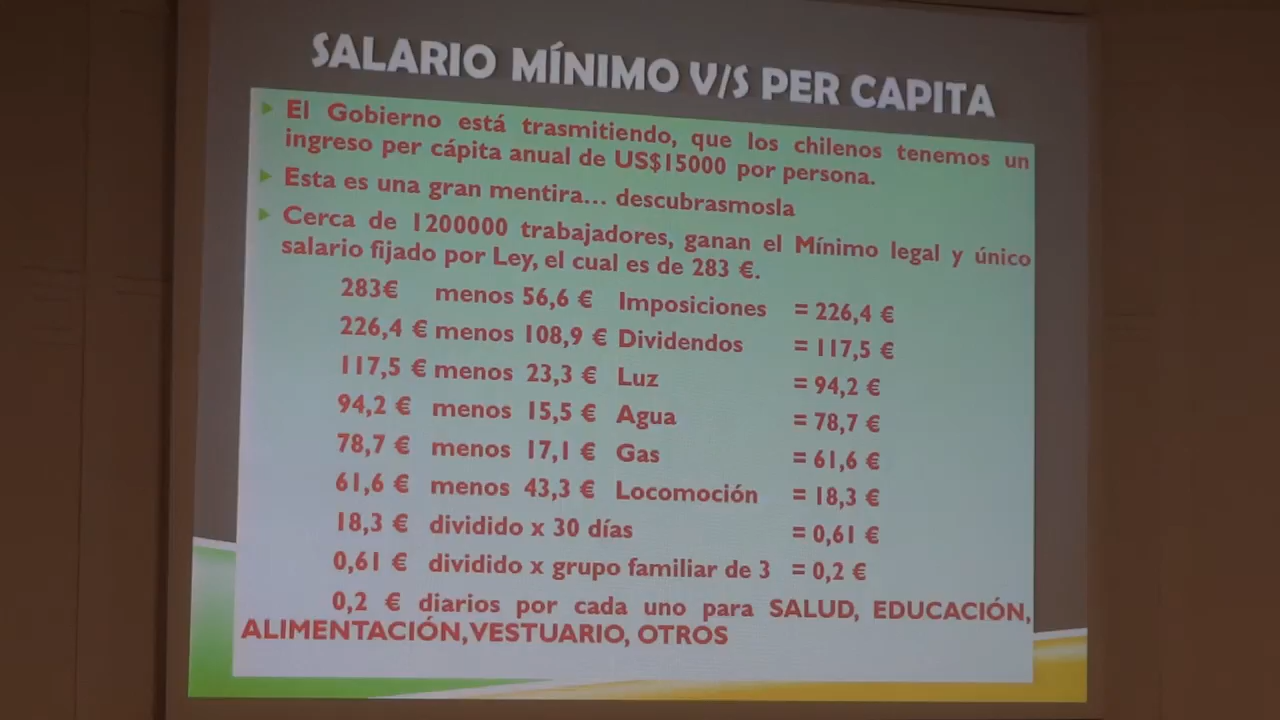 SALARIO MÍNIMO V/S PER CAPITA
El Gobierno está trasmitiendo, que los chilenos tenemos un
ingreso per cápita anual de US$15000 por persona.
Esta es una gran mentira... descubrasmosla
Cerca de 1200000 trabajadores, ganan el Mínimo legal y único
salario fijado por Ley, el cual es de 283 €.
283€ menos 56,6 € Imposiciones = 226,4 €
226,4 € menos 108,9 € Dividendos = 117,5 €
117,5 € menos 23,3 € Luz = 94,2 €
94,2 € menos 15,5 € Agua = 78,7 €
78,7 € menos 17,1 € Gas = 61,6 €
61,6 € menos 43,3 € Locomoción = 18,3 €
18,3 € dividido x 30 días = 0,61 €
0,61 € dividido x grupo familiar de 3 = 0,2 €
0,2 € diarios por cada uno para SALUD, EDUCACIÓN,
ALIMENTACIÓN, VESTUARIO, OTROS